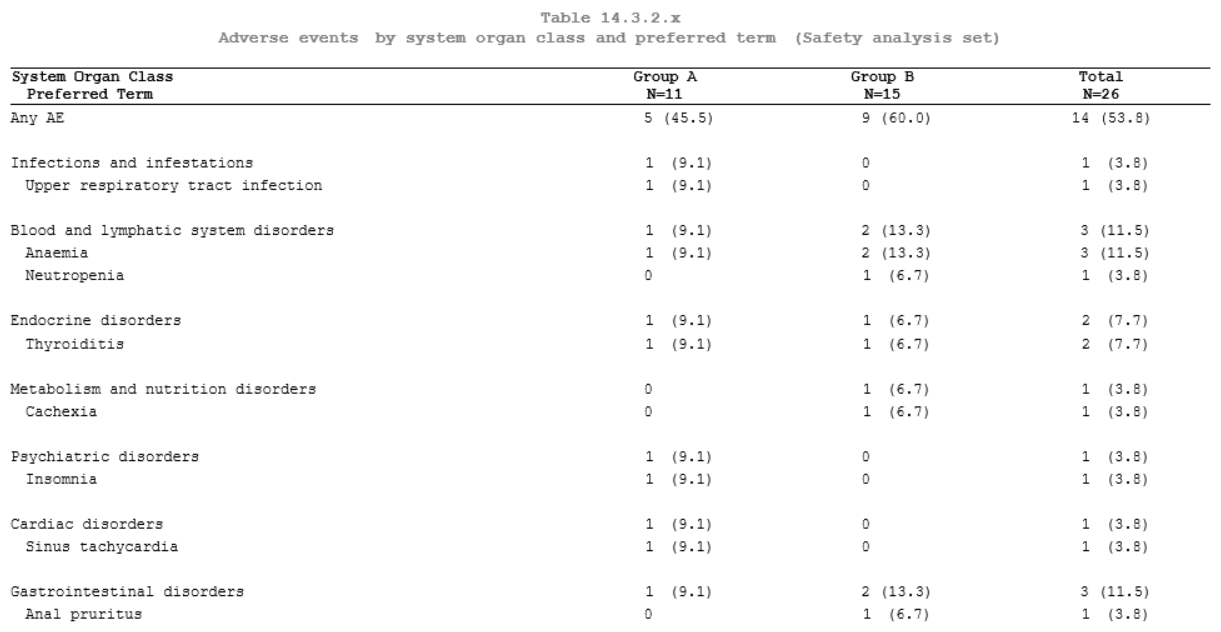 Table 14.3.2.x
Adverse events by system organ class and preferred term (Safety analysis set)
System Organ Class Group A Group B Total
Preferred Term N=11 N=15 N=26
Any AE 5 (45.5) 9 (60.0) 14 (53.8)
Infections and infestations 1 (9.1) 0 1 (3.8)
Upper respiratory tract infection 1 (9.1) 0 1 (3.8)
Blood and lymphatic system disorders 1 (9.1) 2 (13.3) 3 (11.5)
Anaemia 1 (9.1) 2 (13.3) 3 (11.5)
Neutropenia 0 1 (6.7) 1 (3.8)
Endocrine disorders 1 (9.1) 1 (6.7) 2 (7.7)
Thyroiditis 1 (9.1) 1 (6.7) 2 (7.7)
Metabolism and nutrition disorders 0 1 (6.7) 1 (3.8)
Cachexia 0 1 (6.7) 1 (3.8)
Psychiatric disorders 1 (9.1) 0 1 (3.8)
Insomnia 1 (9.1) 0 1 (3.8)
Cardiac disorders 1 (9.1) 0 1 (3.8)
Sinus tachycardia 1 (9.1) 0 1 (3.8)
Gastrointestinal disorders 1 (9.1) 2 (13.3) 3 (11.5)
Anal pruritus 0 1 (6.7) 1 (3.8)